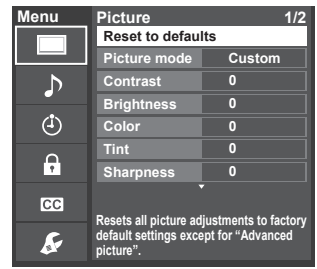 Menu
Picture 1/2
Reset to defaults
Picture mode Custom
Contrast 0
Brightness 0
Color 0
Tint 0
Sharpness 0
CC
Resets all picture adjustments to factory
default settings except for “Advanced
picture”.